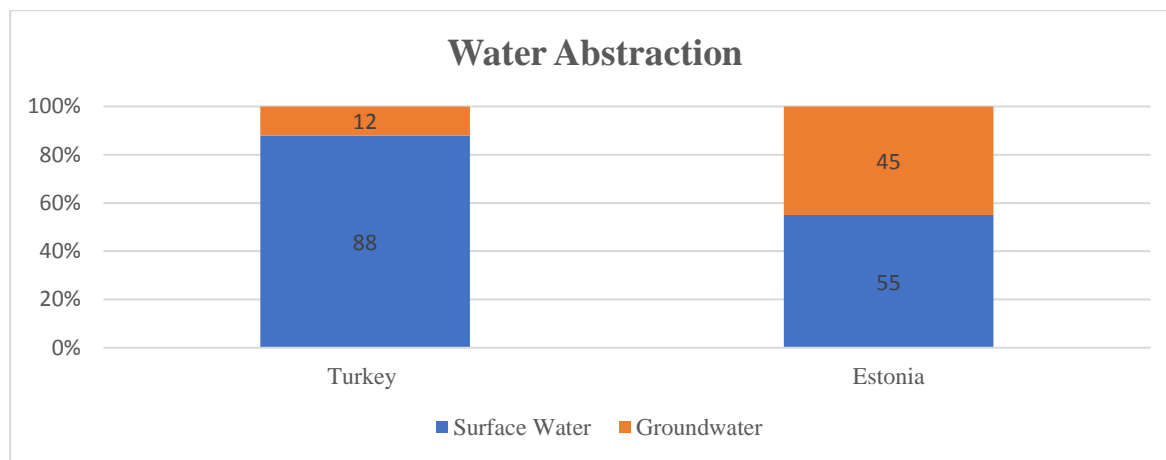 Water Abstraction
100%
80%
60%
40%
20%
0%
12
88
45
55
Turkey
Estonia
Surface Water
Groundwater